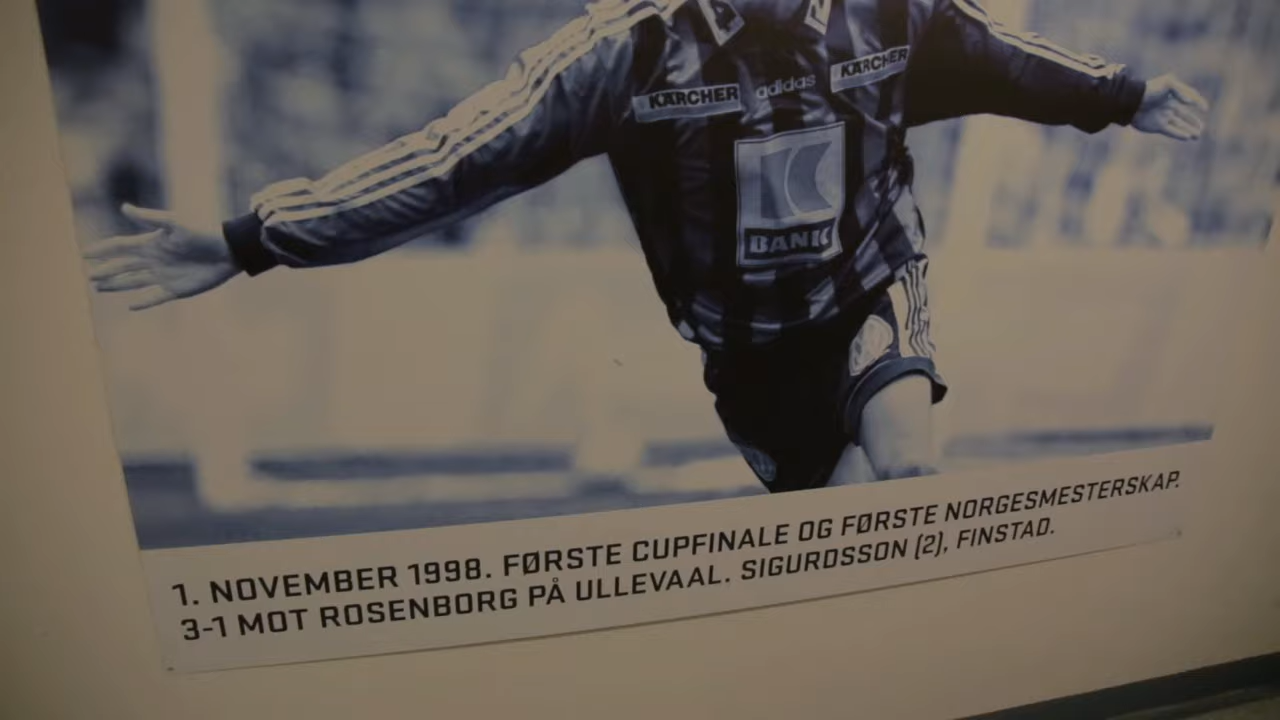 KÄRCHER adidas KÄRCHER
K
BANK
1. NOVEMBER 1998. FØRSTE CUPFINALE OG FØRSTE NORGESMESTERSKAP.
3-1 MOT ROSENBORG PÅ ULLEVAAL. SIGURDSSON (2), FINSTAD.